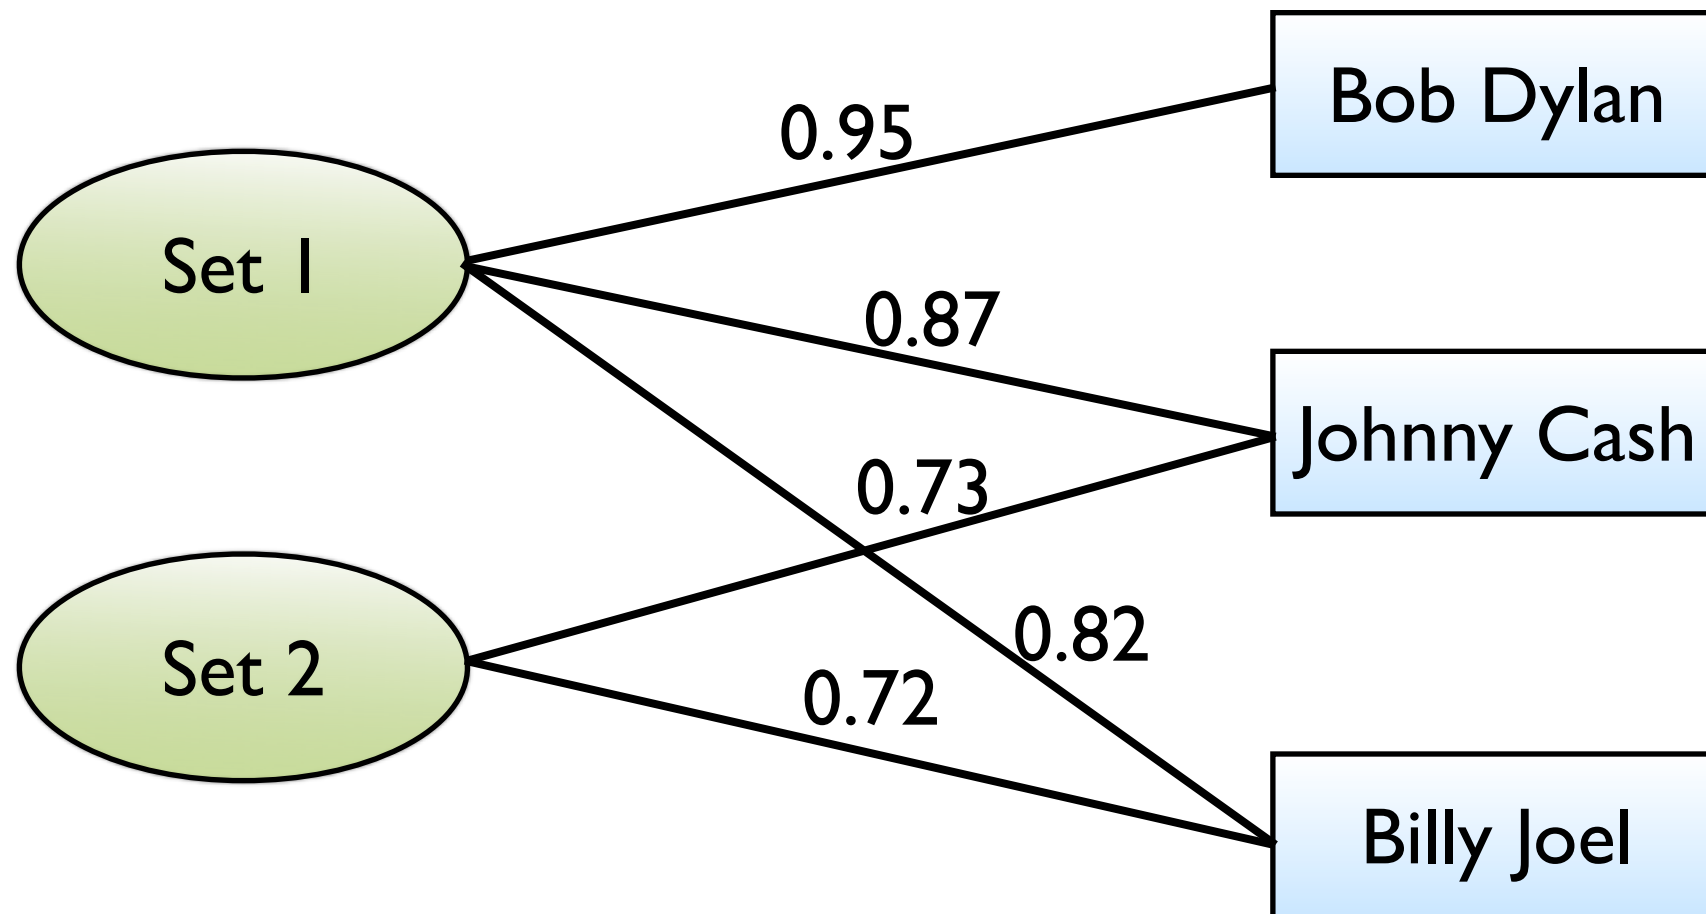 Bob Dylan
0.95
Set 1
0.87
Johnny Cash
0.73
0.82
Set 2
0.72
Billy Joel